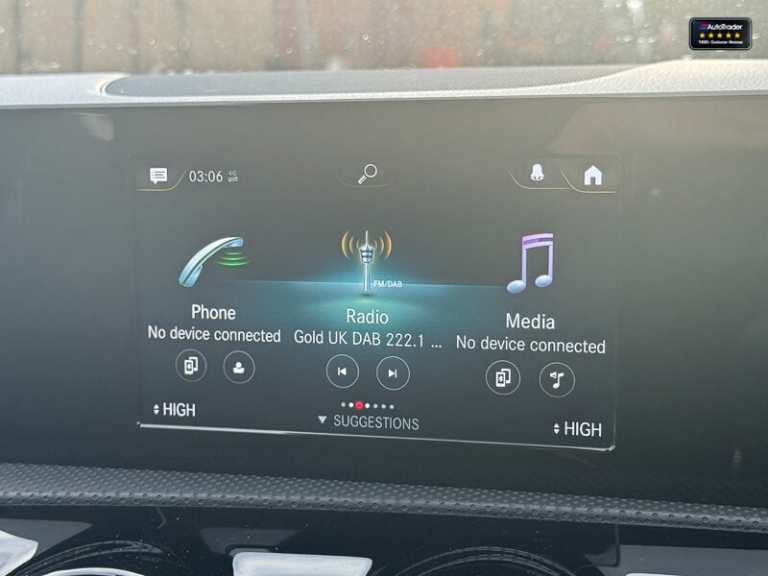 AutoTrader
03:06 4G
FM/DAB
Phone
No device connected
Radio
Gold UK DAB 222.1 ...
Media
No device connected
HIGH
SUGGESTIONS
HIGH